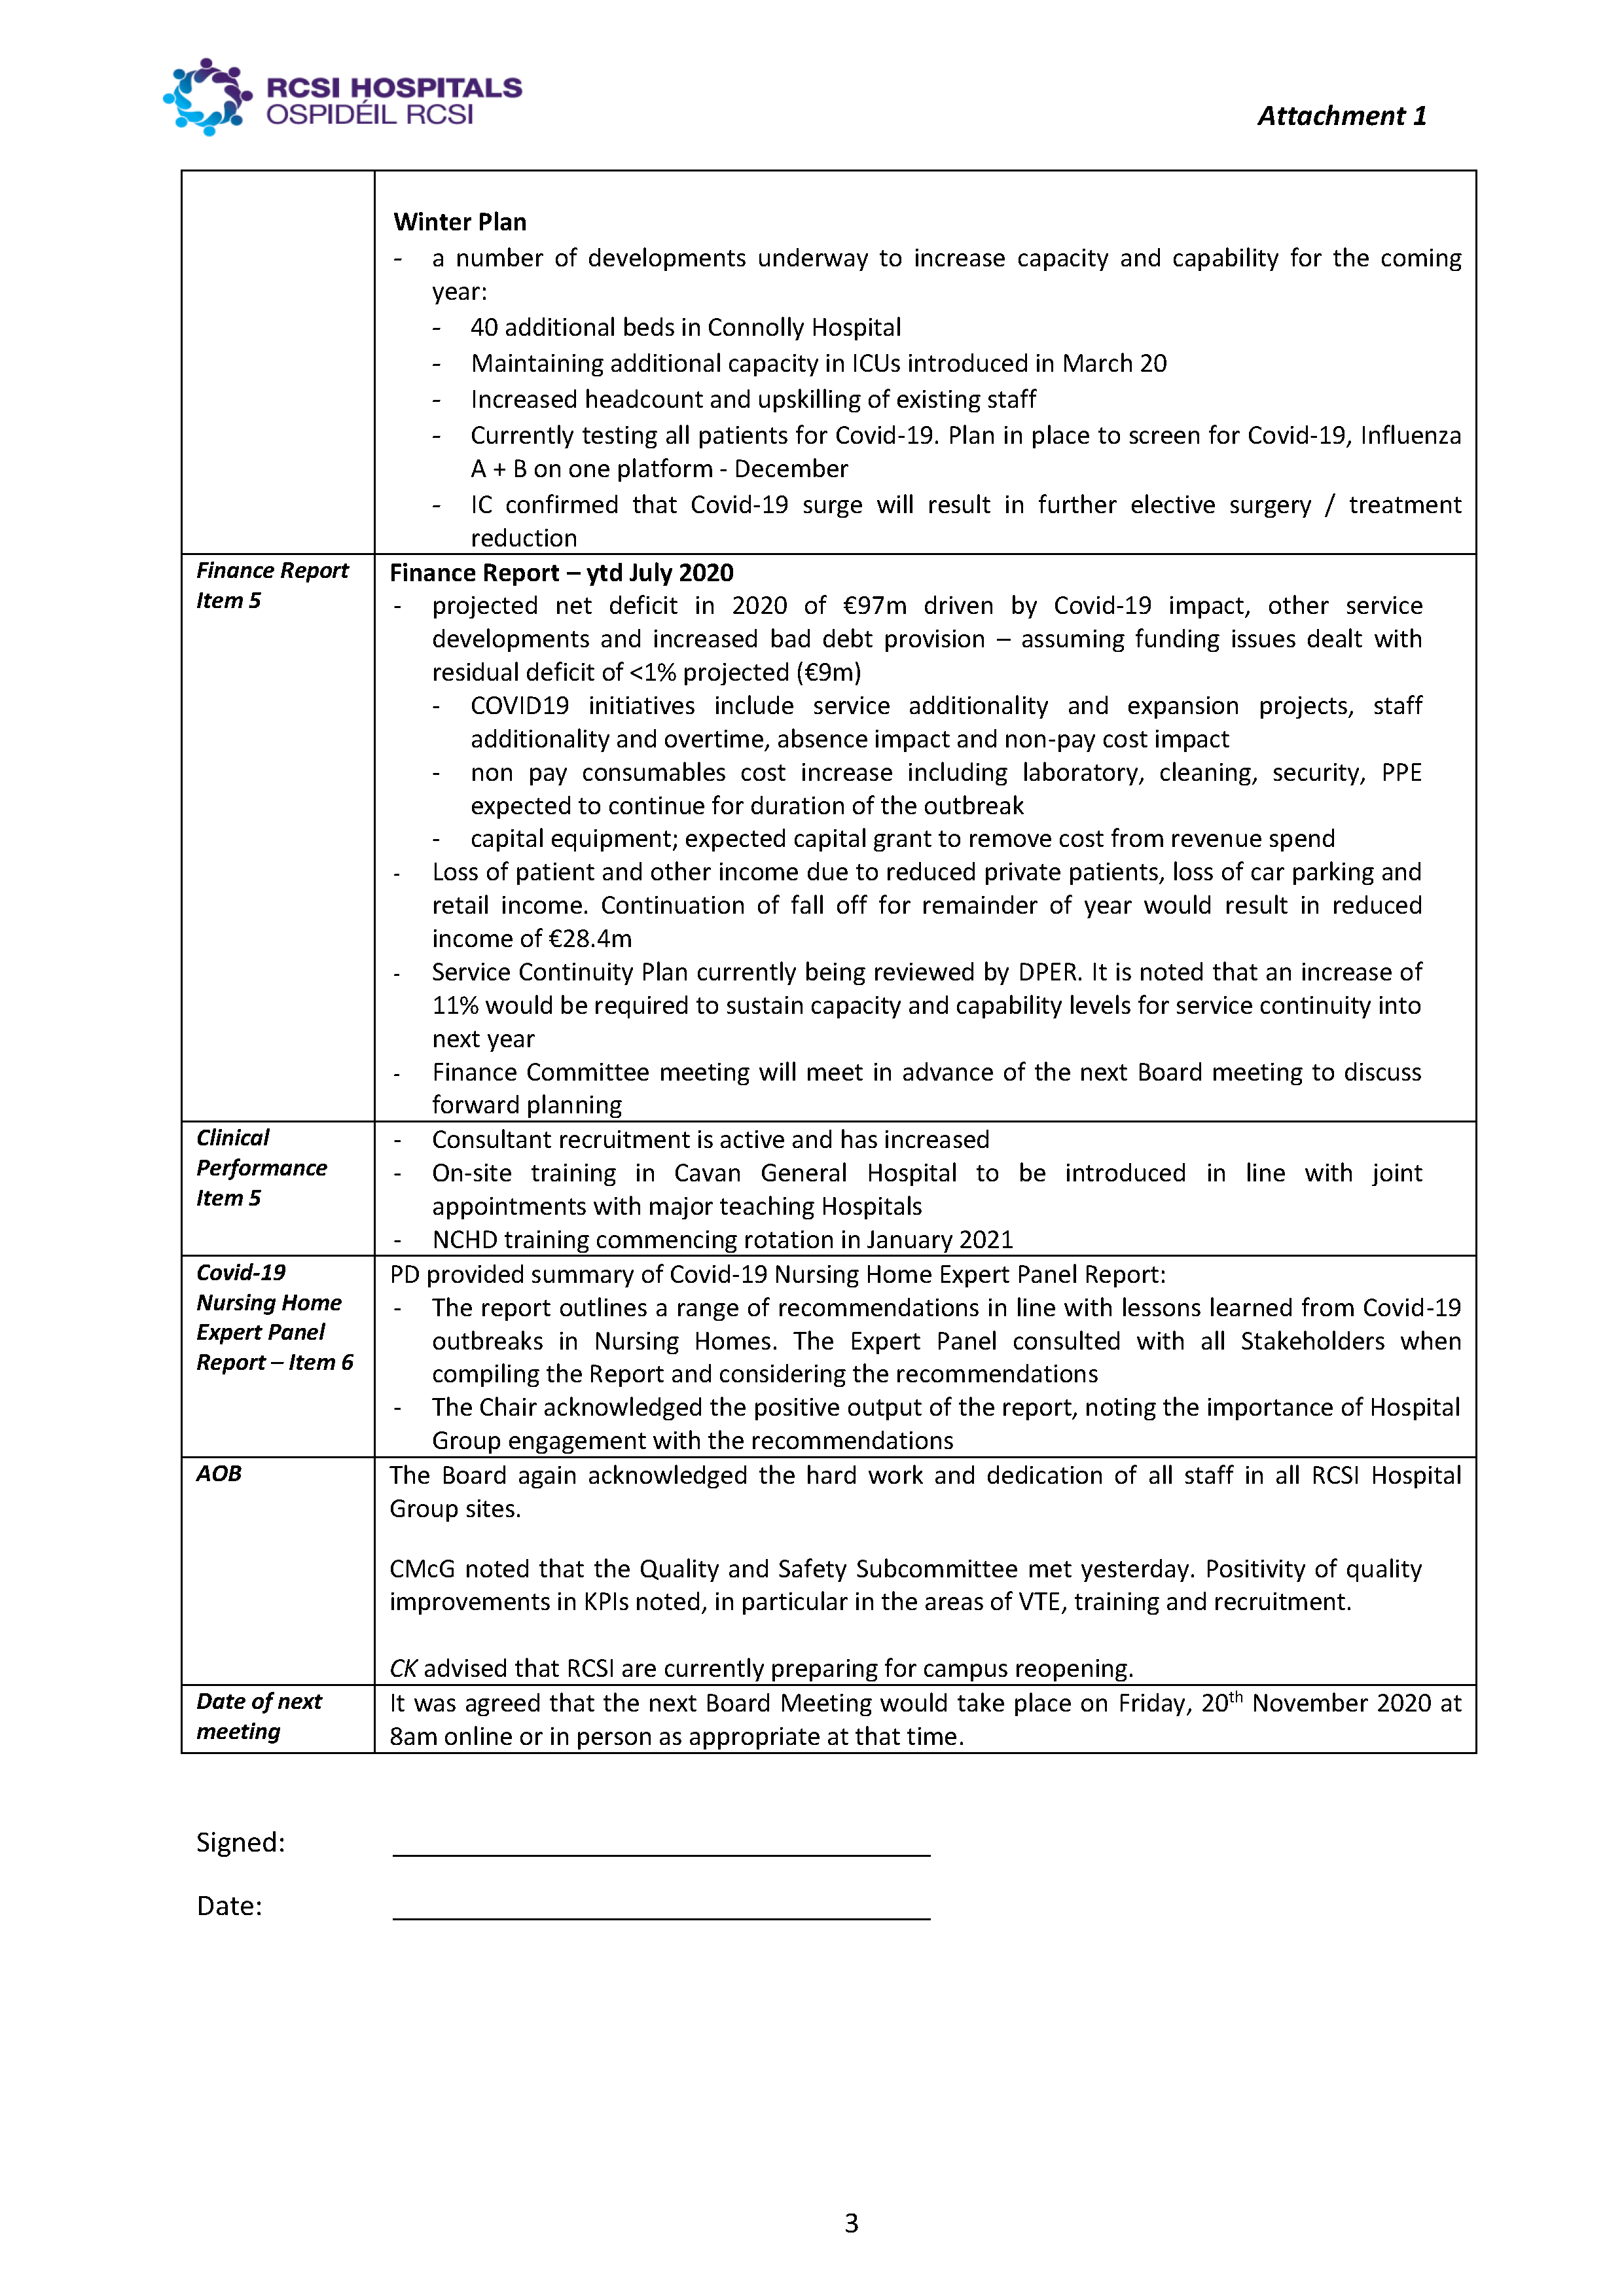 RCSI HOSPITALS
OSPIDÉIL RCSI
Attachment 1
Winter Plan
- a number of developments underway to increase capacity and capability for the coming
year:
- 40 additional beds in Connolly Hospital
- Maintaining additional capacity in ICUs introduced in March 20
- Increased headcount and upskilling of existing staff
- Currently testing all patients for Covid-19. Plan in place to screen for Covid-19, Influenza
A + B on one platform - December
- IC confirmed that Covid-19 surge will result in further elective surgery / treatment
reduction
Finance Report
Item 5
Finance Report – ytd July 2020
- projected net deficit in 2020 of €97m driven by Covid-19 impact, other service
developments and increased bad debt provision – assuming funding issues dealt with
residual deficit of <1% projected (€9m)
- COVID19 initiatives include service additionality and expansion projects, staff
additionality and overtime, absence impact and non-pay cost impact
- non pay consumables cost increase including laboratory, cleaning, security, PPE
expected to continue for duration of the outbreak
- capital equipment; expected capital grant to remove cost from revenue spend
- Loss of patient and other income due to reduced private patients, loss of car parking and
retail income. Continuation of fall off for remainder of year would result in reduced
income of €28.4m
- Service Continuity Plan currently being reviewed by DPER. It is noted that an increase of
11% would be required to sustain capacity and capability levels for service continuity into
next year
- Finance Committee meeting will meet in advance of the next Board meeting to discuss
forward planning
Clinical
Performance
Item 5
- Consultant recruitment is active and has increased
- On-site training in Cavan General Hospital to be introduced in line with joint
appointments with major teaching Hospitals
- NCHD training commencing rotation in January 2021
Covid-19
Nursing Home
Expert Panel
Report – Item 6
PD provided summary of Covid-19 Nursing Home Expert Panel Report:
- The report outlines a range of recommendations in line with lessons learned from Covid-19
outbreaks in Nursing Homes. The Expert Panel consulted with all Stakeholders when
compiling the Report and considering the recommendations
- The Chair acknowledged the positive output of the report, noting the importance of Hospital
Group engagement with the recommendations
AOB
The Board again acknowledged the hard work and dedication of all staff in all RCSI Hospital
Group sites.
CMcG noted that the Quality and Safety Subcommittee met yesterday. Positivity of quality
improvements in KPIs noted, in particular in the areas of VTE, training and recruitment.
CK advised that RCSI are currently preparing for campus reopening.
Date of next
meeting
It was agreed that the next Board Meeting would take place on Friday, 20th November 2020 at
8am online or in person as appropriate at that time.
Signed:
Date:
3